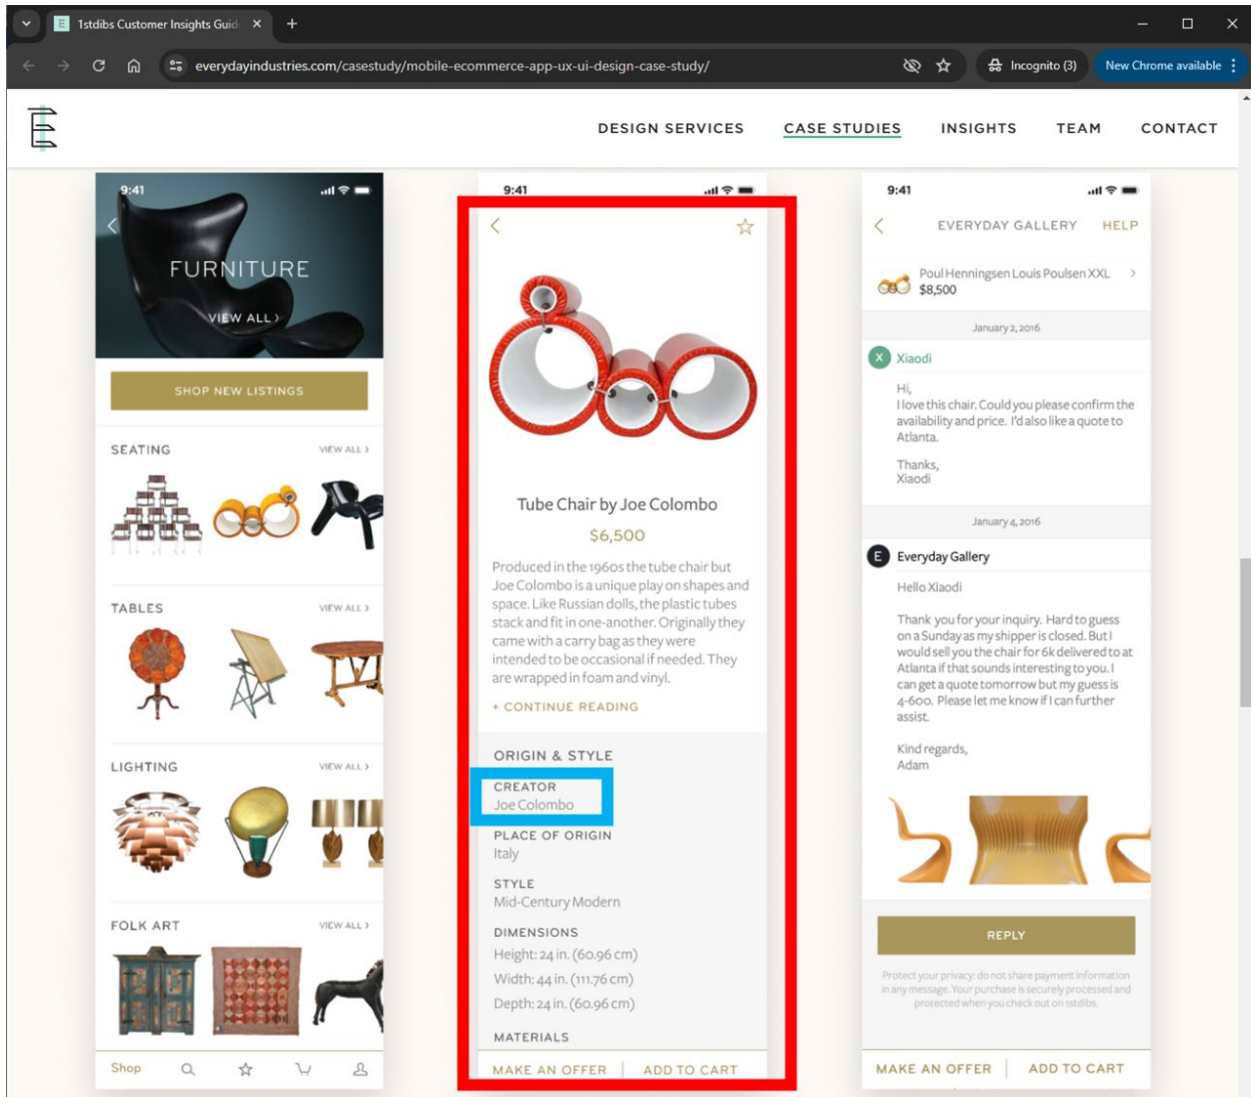 1stdibs Customer Insights Guid
everydayindustries.com/casestudy/mobile-ecommerce-app-ux-ui-design-case-study/
Incognito (3)
New Chrome available
DESIGN SERVICES
CASE STUDIES
INSIGHTS
TEAM
CONTACT
9:41
FURNITURE
VIEW ALL
SHOP NEW LISTINGS
SEATING
VIEW ALL
TABLES
VIEW ALL
LIGHTING
VIEW ALL
FOLK ART
VIEW ALL
Shop
9:41
Tube Chair by Joe Colombo
$6,500
Produced in the 1960s the tube chair but
Joe Colombo is a unique play on shapes and
space. Like Russian dolls, the plastic tubes
stack and fit in one-another. Originally they
came with a carry bag as they were
intended to be occasional if needed. They
are wrapped in foam and vinyl.
+ CONTINUE READING
ORIGIN & STYLE
CREATOR
Joe Colombo
PLACE OF ORIGIN
Italy
STYLE
Mid-Century Modern
DIMENSIONS
Height: 24 in. (60.96 cm)
Width: 44 in. (111.76 cm)
Depth: 24 in. (60.96 cm)
MATERIALS
MAKE AN OFFER
ADD TO CART
9:41
EVERYDAY GALLERY
HELP
Poul Henningsen Louis Poulsen XXL
$8,500
January 2, 2016
X Xiaodi
Hi,
I love this chair. Could you please confirm the
availability and price. I'd also like a quote to
Atlanta.
Thanks,
Xiaodi
January 4, 2016
E Everyday Gallery
Hello Xiaodi
Thank you for your inquiry. Hard to guess
on a Sunday as my shipper is closed. But I
would sell you the chair for 6k delivered to at
Atlanta if that sounds interesting to you. I
can get a quote tomorrow but my guess is
4-600. Please let me know if I can further
assist.
Kind regards,
Adam
REPLY
Protect your privacy: do not share payment information
in any message. Your purchase is securely processed and
protected when you check out on 1stdibs.
MAKE AN OFFER
ADD TO CART